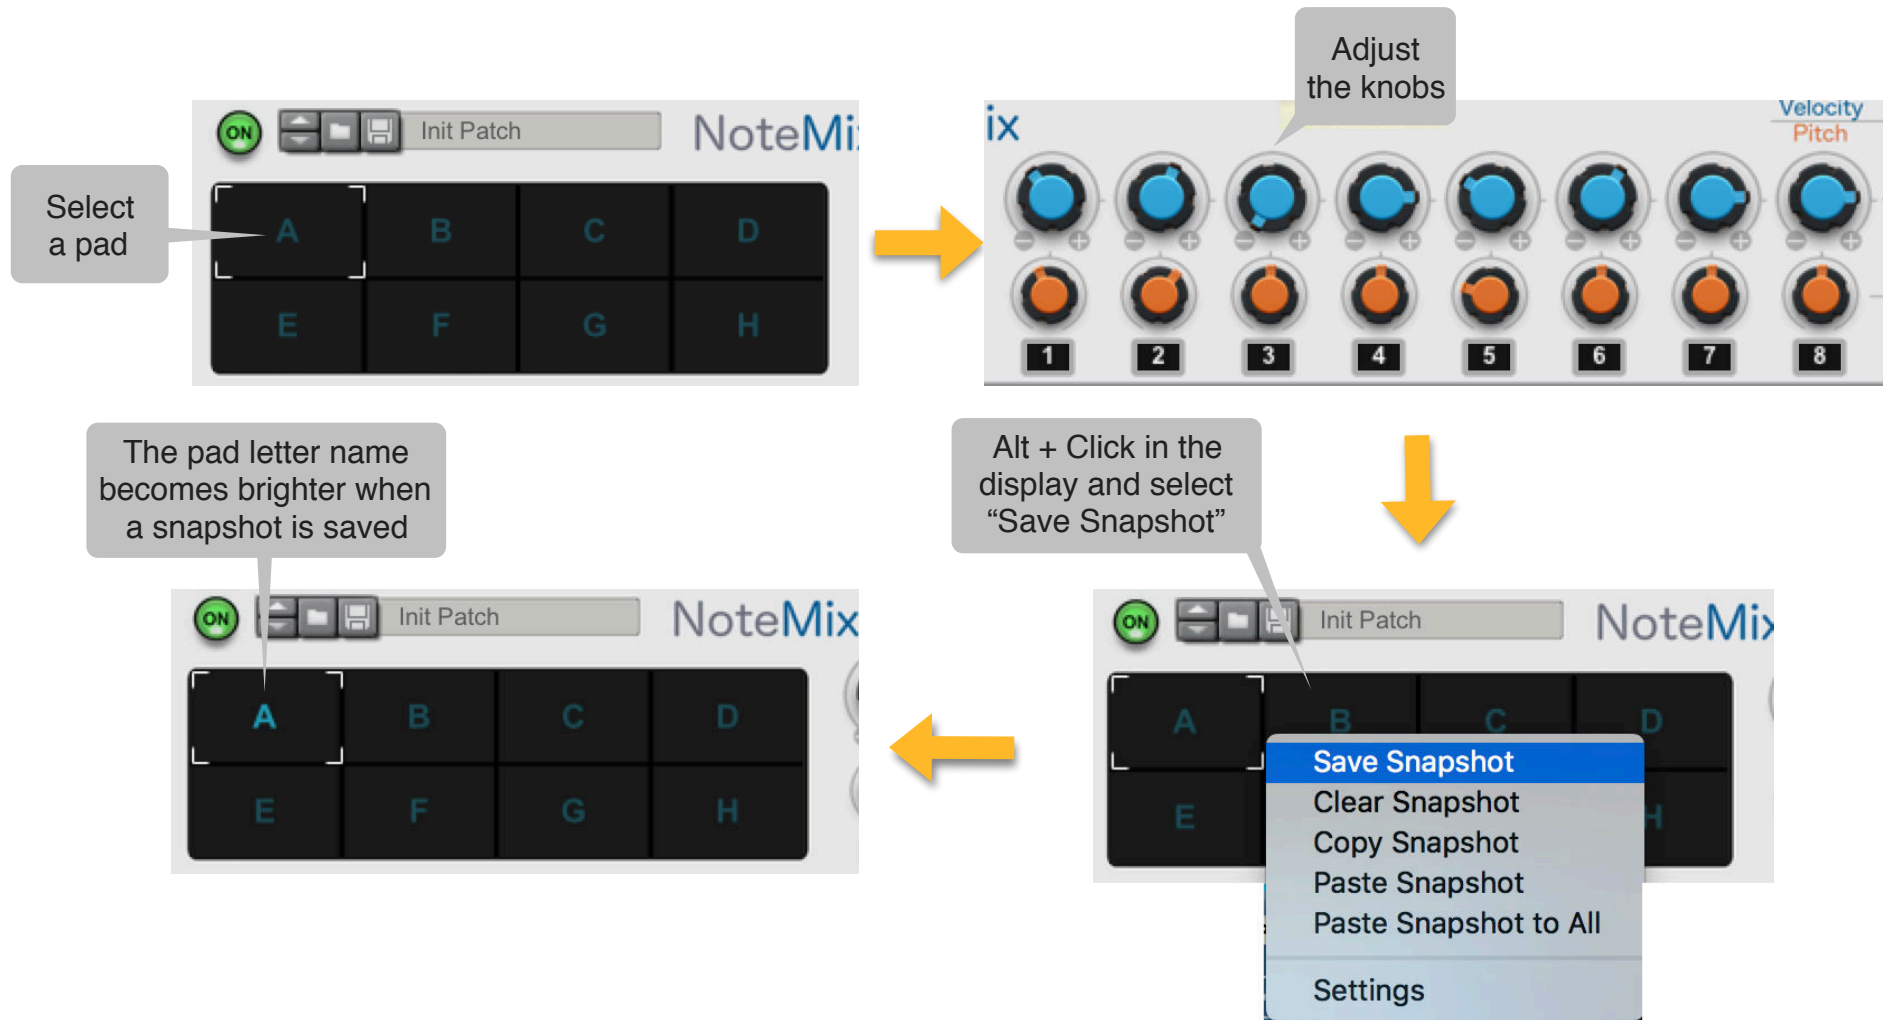 Adjust
the knobs
ON
Init Patch
NoteMi
Select
a pad
A
B
C
D
E
F
G
H
ix
Velocity
Pitch
1
2
3
4
5
6
7
8
The pad letter name
becomes brighter when
a snapshot is saved
ON
Init Patch
NoteMix
A
B
C
D
E
F
G
H
Alt + Click in the
display and select
“Save Snapshot”
ON
Init Patch
NoteMix
A
B
C
D
E
H
Save Snapshot
Clear Snapshot
Copy Snapshot
Paste Snapshot
Paste Snapshot to All
Settings